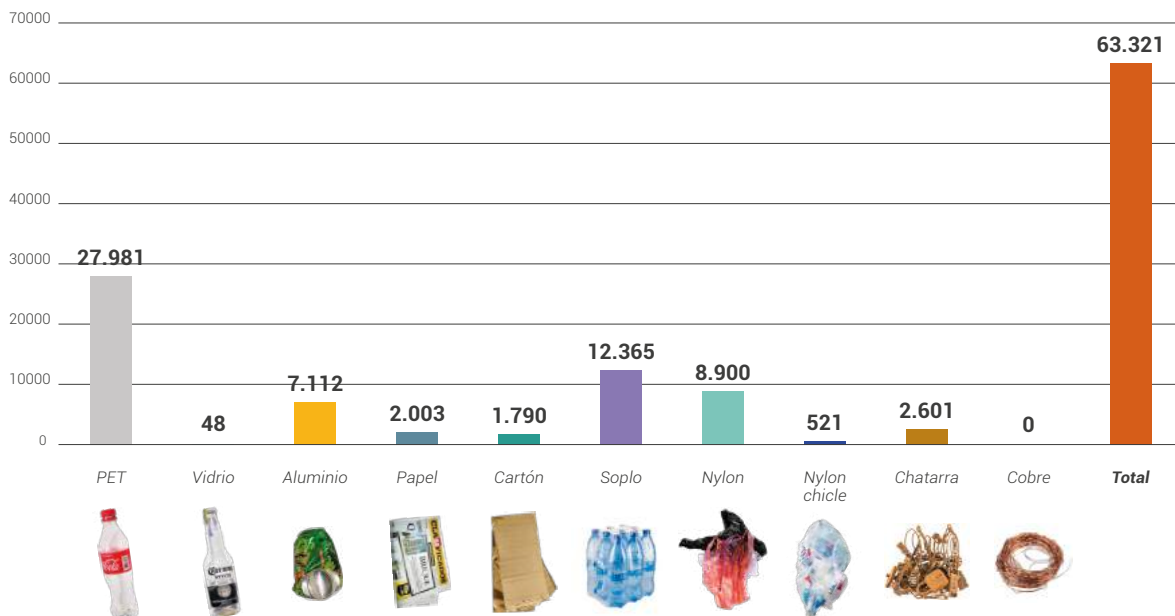 70000
63.321
60000
50000
40000
30000
27.981
20000
12.365
10000
8.900
7.112
2.003
1.790
2.601
48
521
0
0
PET
Vidrio
Aluminio
Papel
Cartón
Soplo
Nylon
Nylon
chicle
Chatarra
Cobre
Total